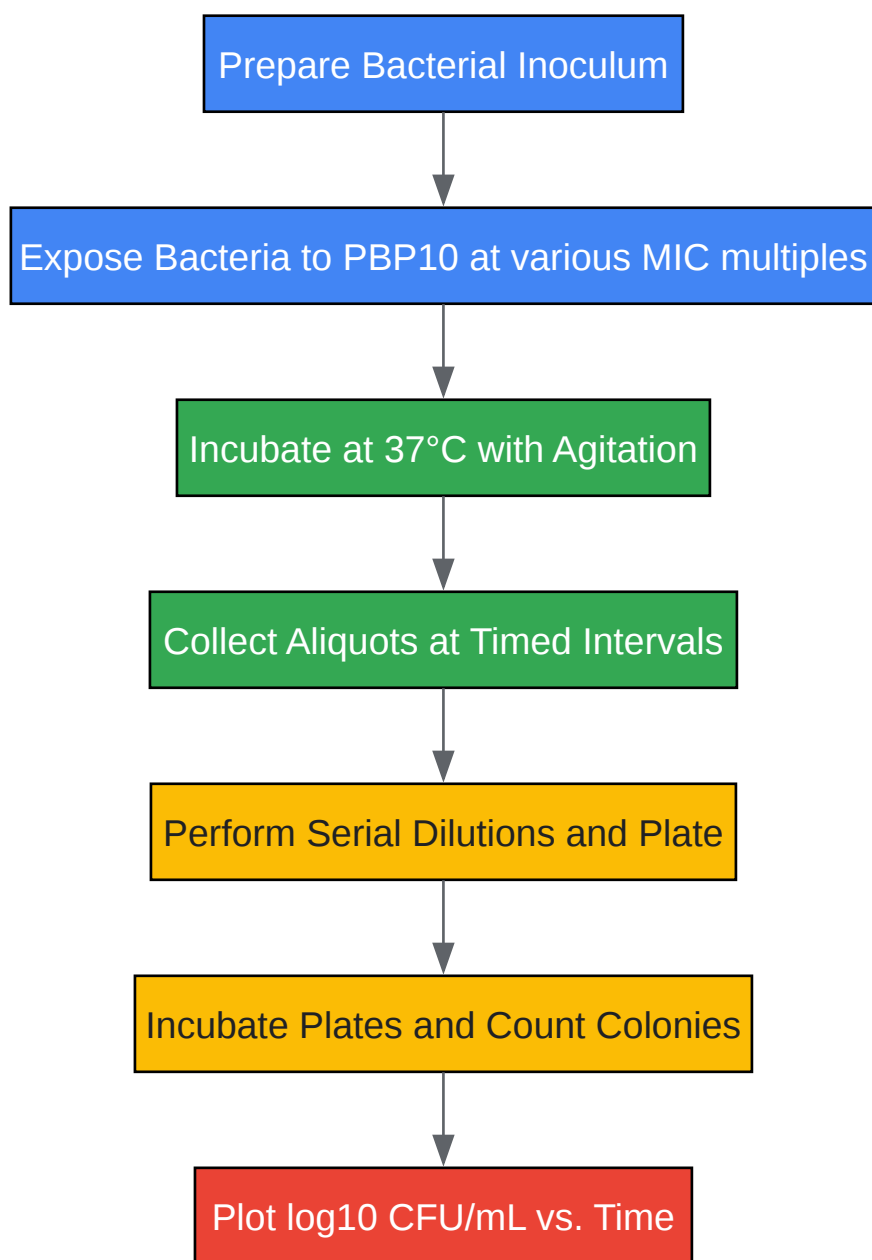 Prepare Bacterial Inoculum
Expose Bacteria to PBP10 at various MIC multiples
Incubate at 37°C with Agitation
Collect Aliquots at Timed Intervals
Perform Serial Dilutions and Plate
Incubate Plates and Count Colonies
Plot log10 CFU/mL vs. Time